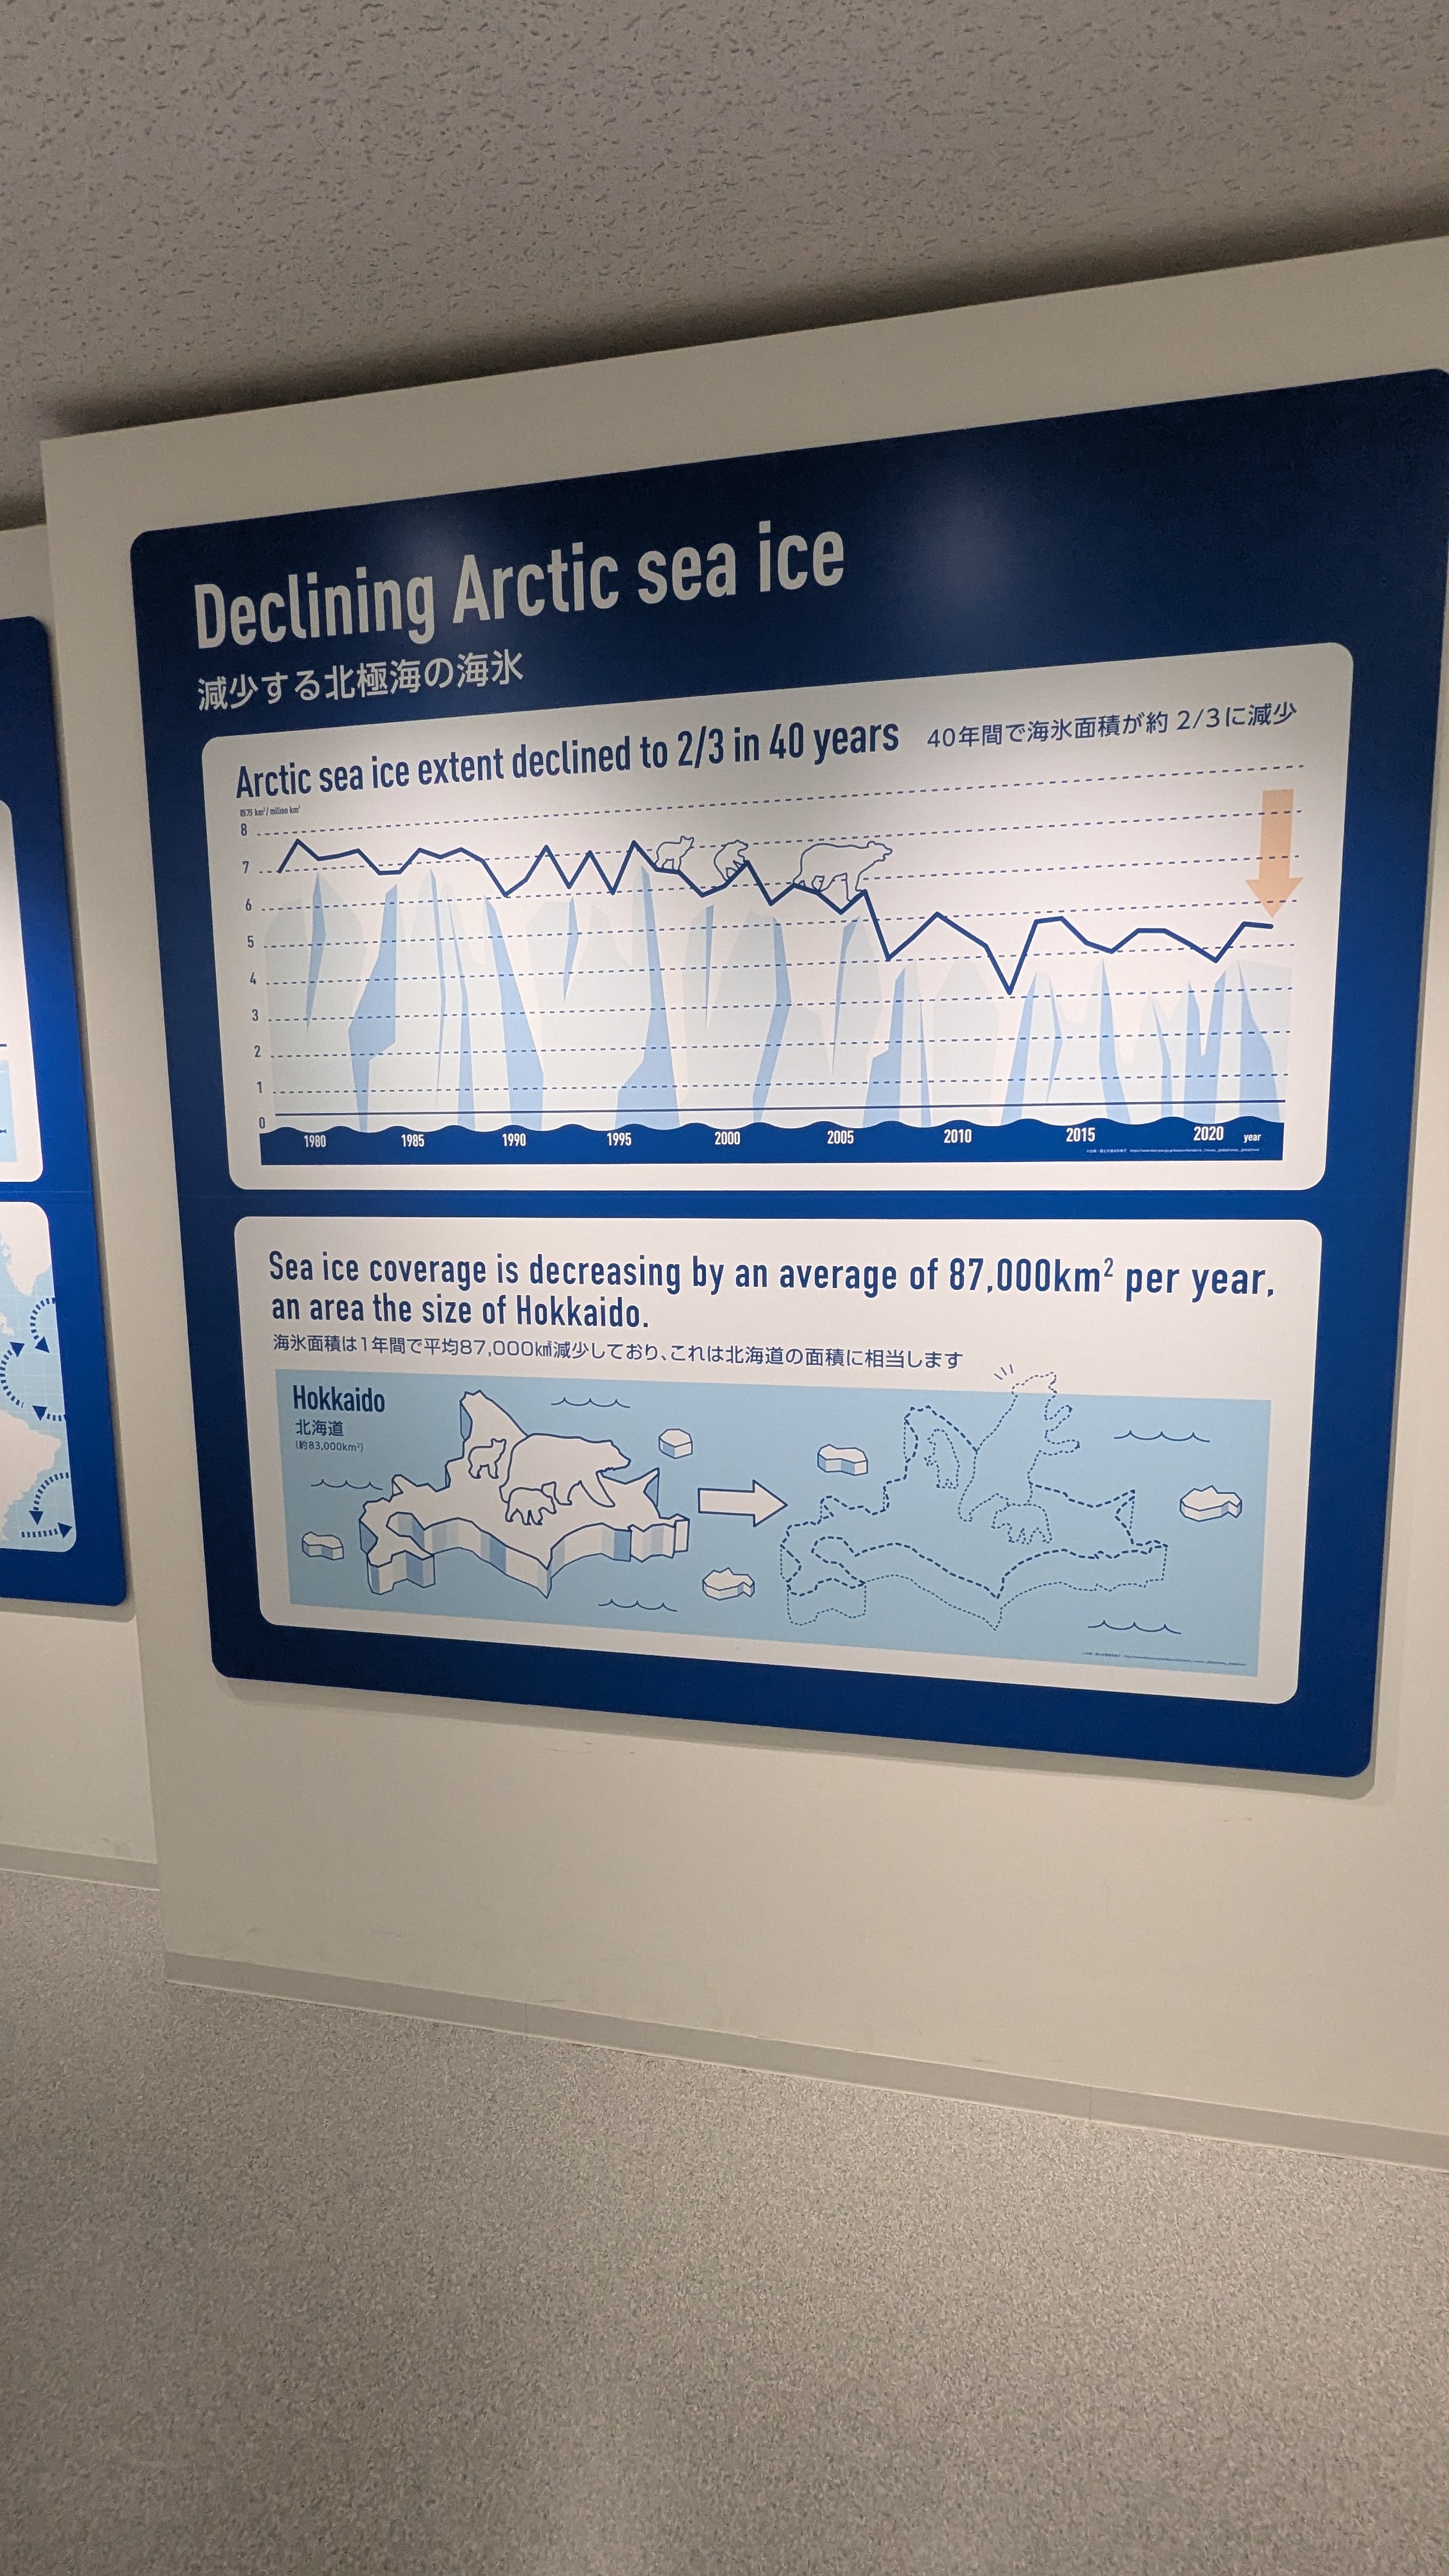 Declining Arctic sea ice
減少する北極海の海氷
Arctic sea ice extent declined to 2/3 in 40 years
40年間で海氷面積が約 2/3に減少
百万 km²/ million km²
8
7
6
5
4
3
2
1
0
1980 1985 1990 1995 2000 2005 2010 2015 2020 year
Sea ice coverage is decreasing by an average of 87,000km² per year,
an area the size of Hokkaido.
海氷面積は1年間で平均87,000㎢減少しており、これは北海道の面積に相当します
Hokkaido
北海道
(約83,000km²)